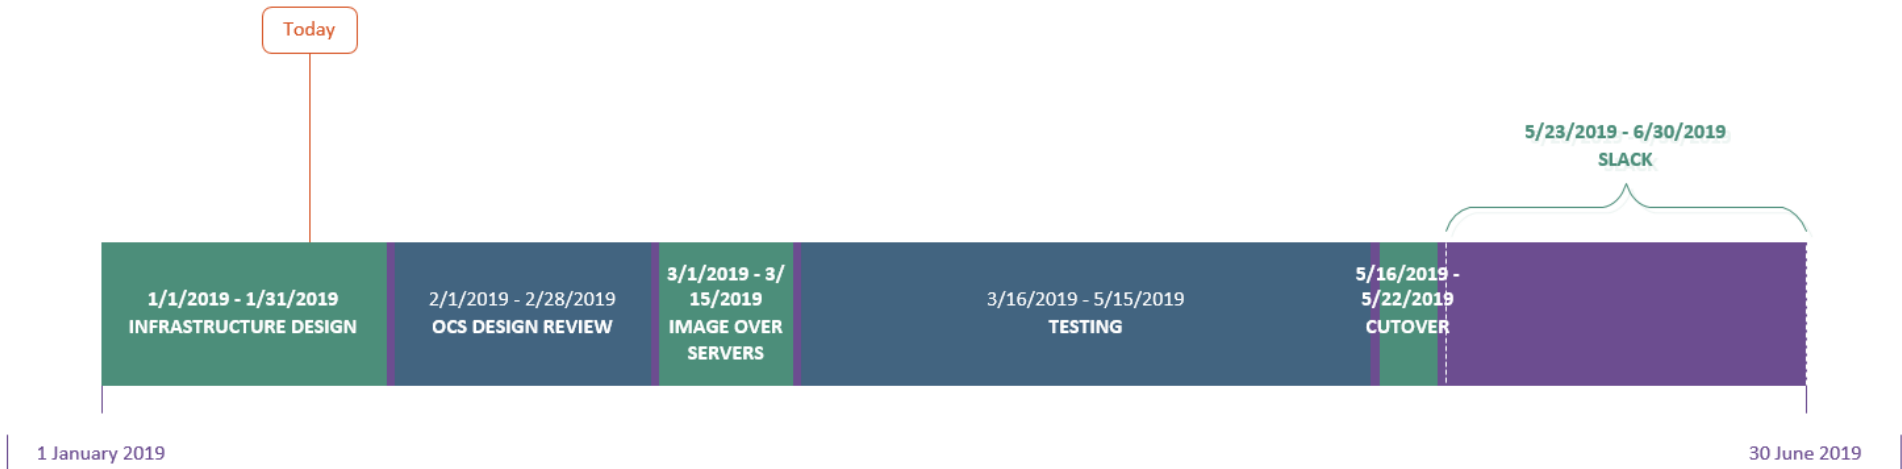 Today
5/23/2019 - 6/30/2019
SLACK
1/1/2019 - 1/31/2019
INFRASTRUCTURE DESIGN
2/1/2019 - 2/28/2019
OCS DESIGN REVIEW
3/1/2019 - 3/
15/2019
IMAGE OVER
SERVERS
3/16/2019 - 5/15/2019
TESTING
5/16/2019 -
5/22/2019
CUTOVER
1 January 2019
30 June 2019